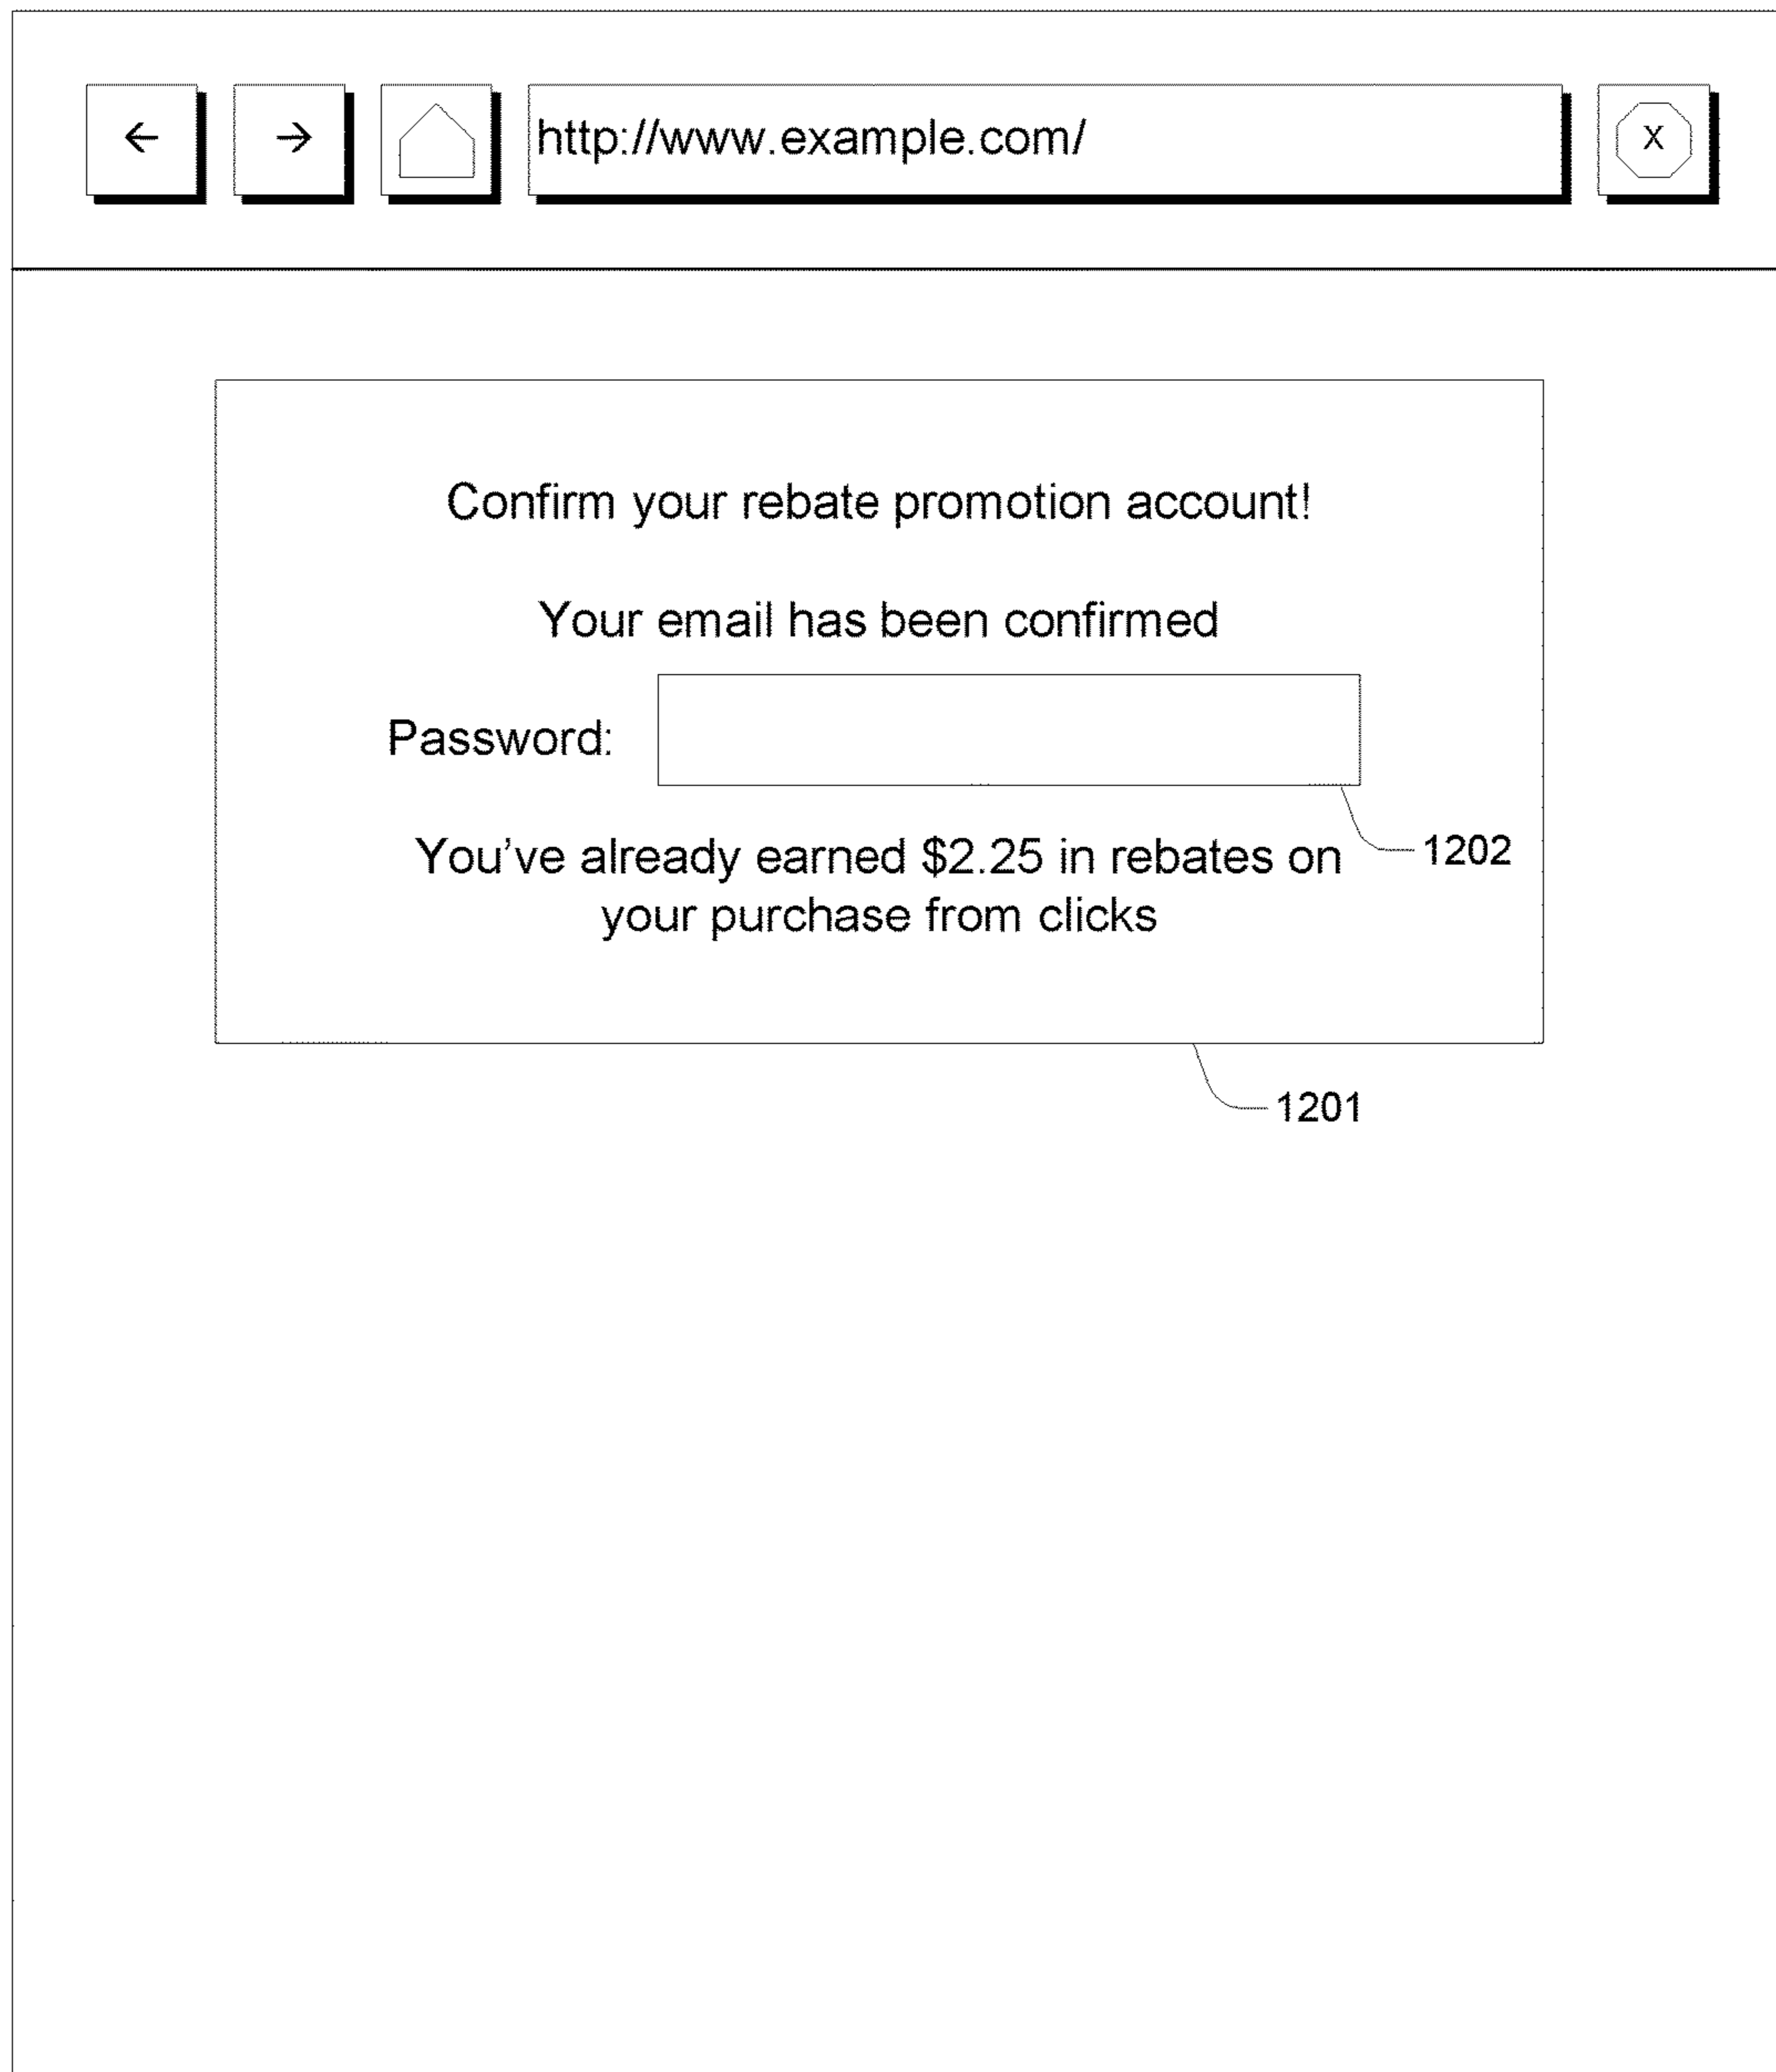 ← → http://www.example.com/ X
Confirm your rebate promotion account!
Your email has been confirmed
Password:
1202
You've already earned $2.25 in rebates on
your purchase from clicks
1201